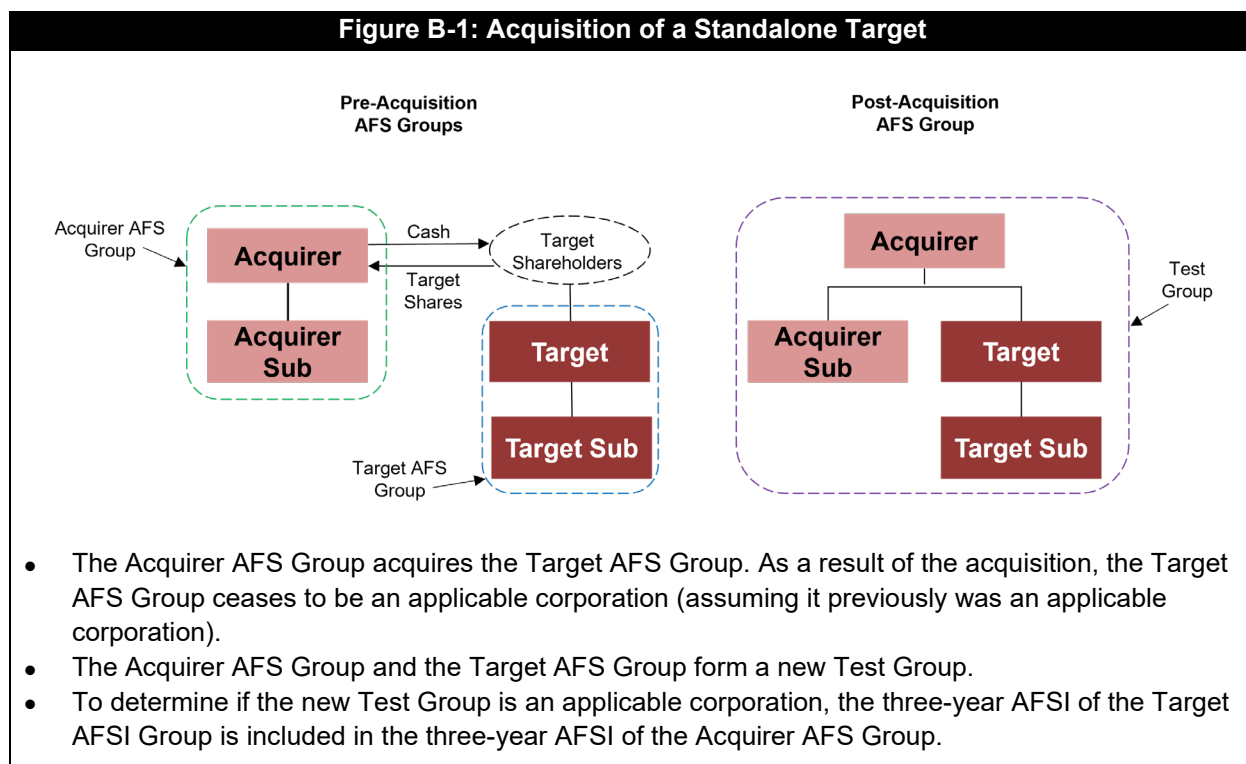 Figure B-1: Acquisition of a Standalone Target
Pre-Acquisition
AFS Groups
Post-Acquisition
AFS Group
Acquirer AFS
Group
Acquirer
Cash
Target
Shares
Target
Shareholders
Acquirer
Sub
Target
Target Sub
Target AFS
Group
Acquirer
Test
Group
Acquirer
Sub
Target
Target Sub
• The Acquirer AFS Group acquires the Target AFS Group. As a result of the acquisition, the Target
AFS Group ceases to be an applicable corporation (assuming it previously was an applicable
corporation).
• The Acquirer AFS Group and the Target AFS Group form a new Test Group.
• To determine if the new Test Group is an applicable corporation, the three-year AFSI of the Target
AFSI Group is included in the three-year AFSI of the Acquirer AFS Group.